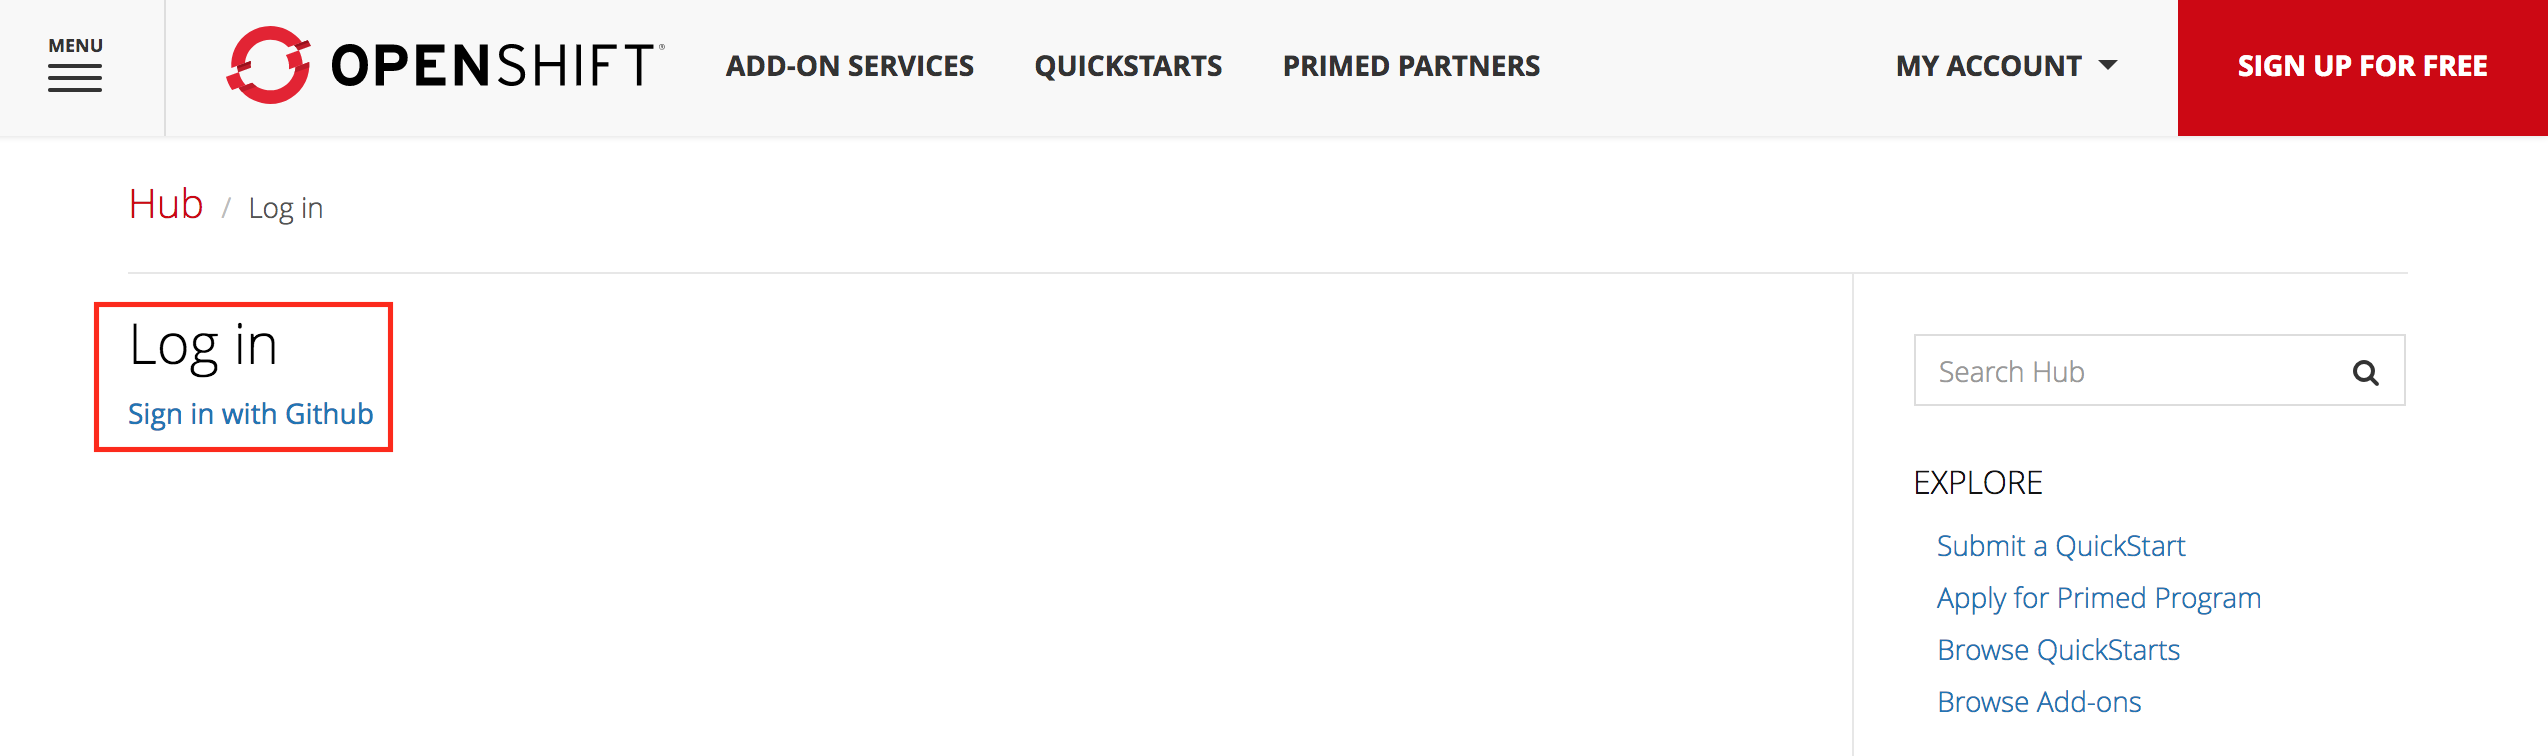 MENU
OPENSHIFT®
ADD-ON SERVICES
QUICKSTARTS
PRIMED PARTNERS
MY ACCOUNT
SIGN UP FOR FREE
Hub / Log in
Log in
Sign in with Github
Search Hub
EXPLORE
Submit a QuickStart
Apply for Primed Program
Browse QuickStarts
Browse Add-ons